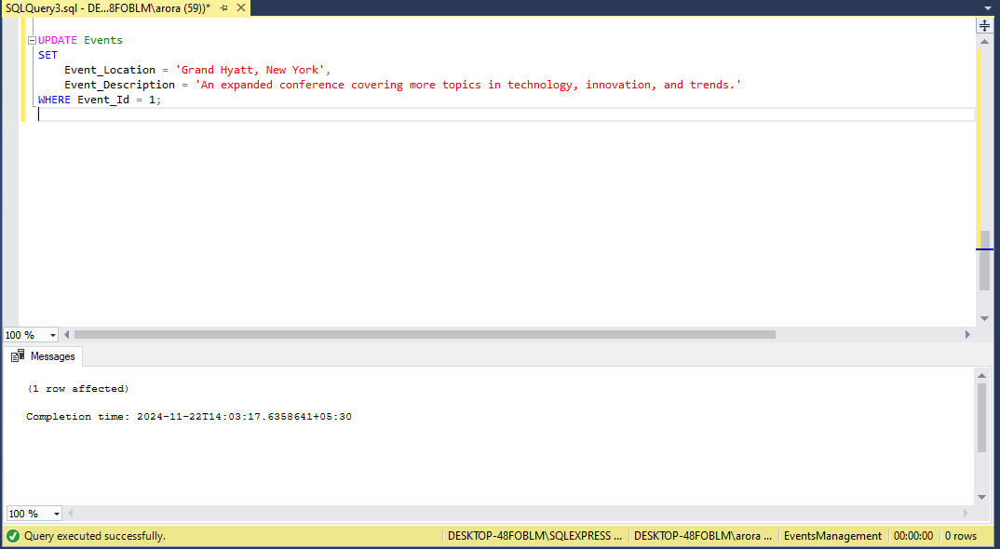 SQLQuery3.sql - DE...8FOBLM\arora (59))*
UPDATE Events
SET
Event_Location = 'Grand Hyatt, New York',
Event_Description = 'An expanded conference covering more topics in technology, innovation, and trends.'
WHERE Event_Id = 1;
100 %
Messages
(1 row affected)
Completion time: 2024-11-22T14:03:17.6358641+05:30
100 %
Query executed successfully. DESKTOP-48FOBLM\SQLEXPRESS ... DESKTOP-48FOBLM\arora ... EventsManagement 00:00:00 0 rows